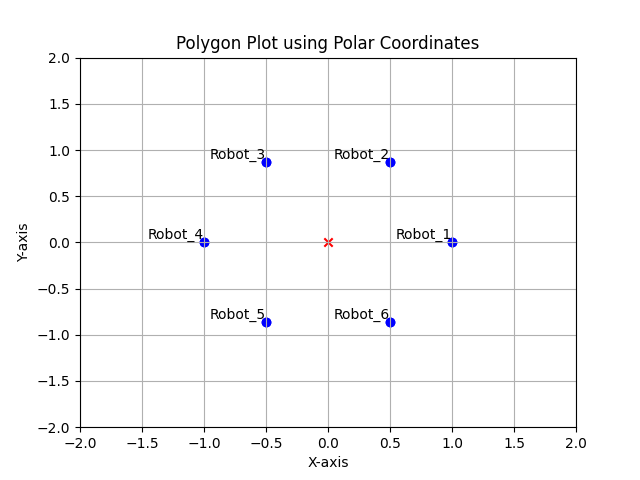 Polygon Plot using Polar Coordinates
2.0
1.5
1.0
0.5
0.0
−0.5
−1.0
−1.5
−2.0
Y-axis
Robot_3
Robot_2
Robot_4
Robot_1
Robot_5
Robot_6
−2.0 −1.5 −1.0 −0.5 0.0 0.5 1.0 1.5 2.0
X-axis